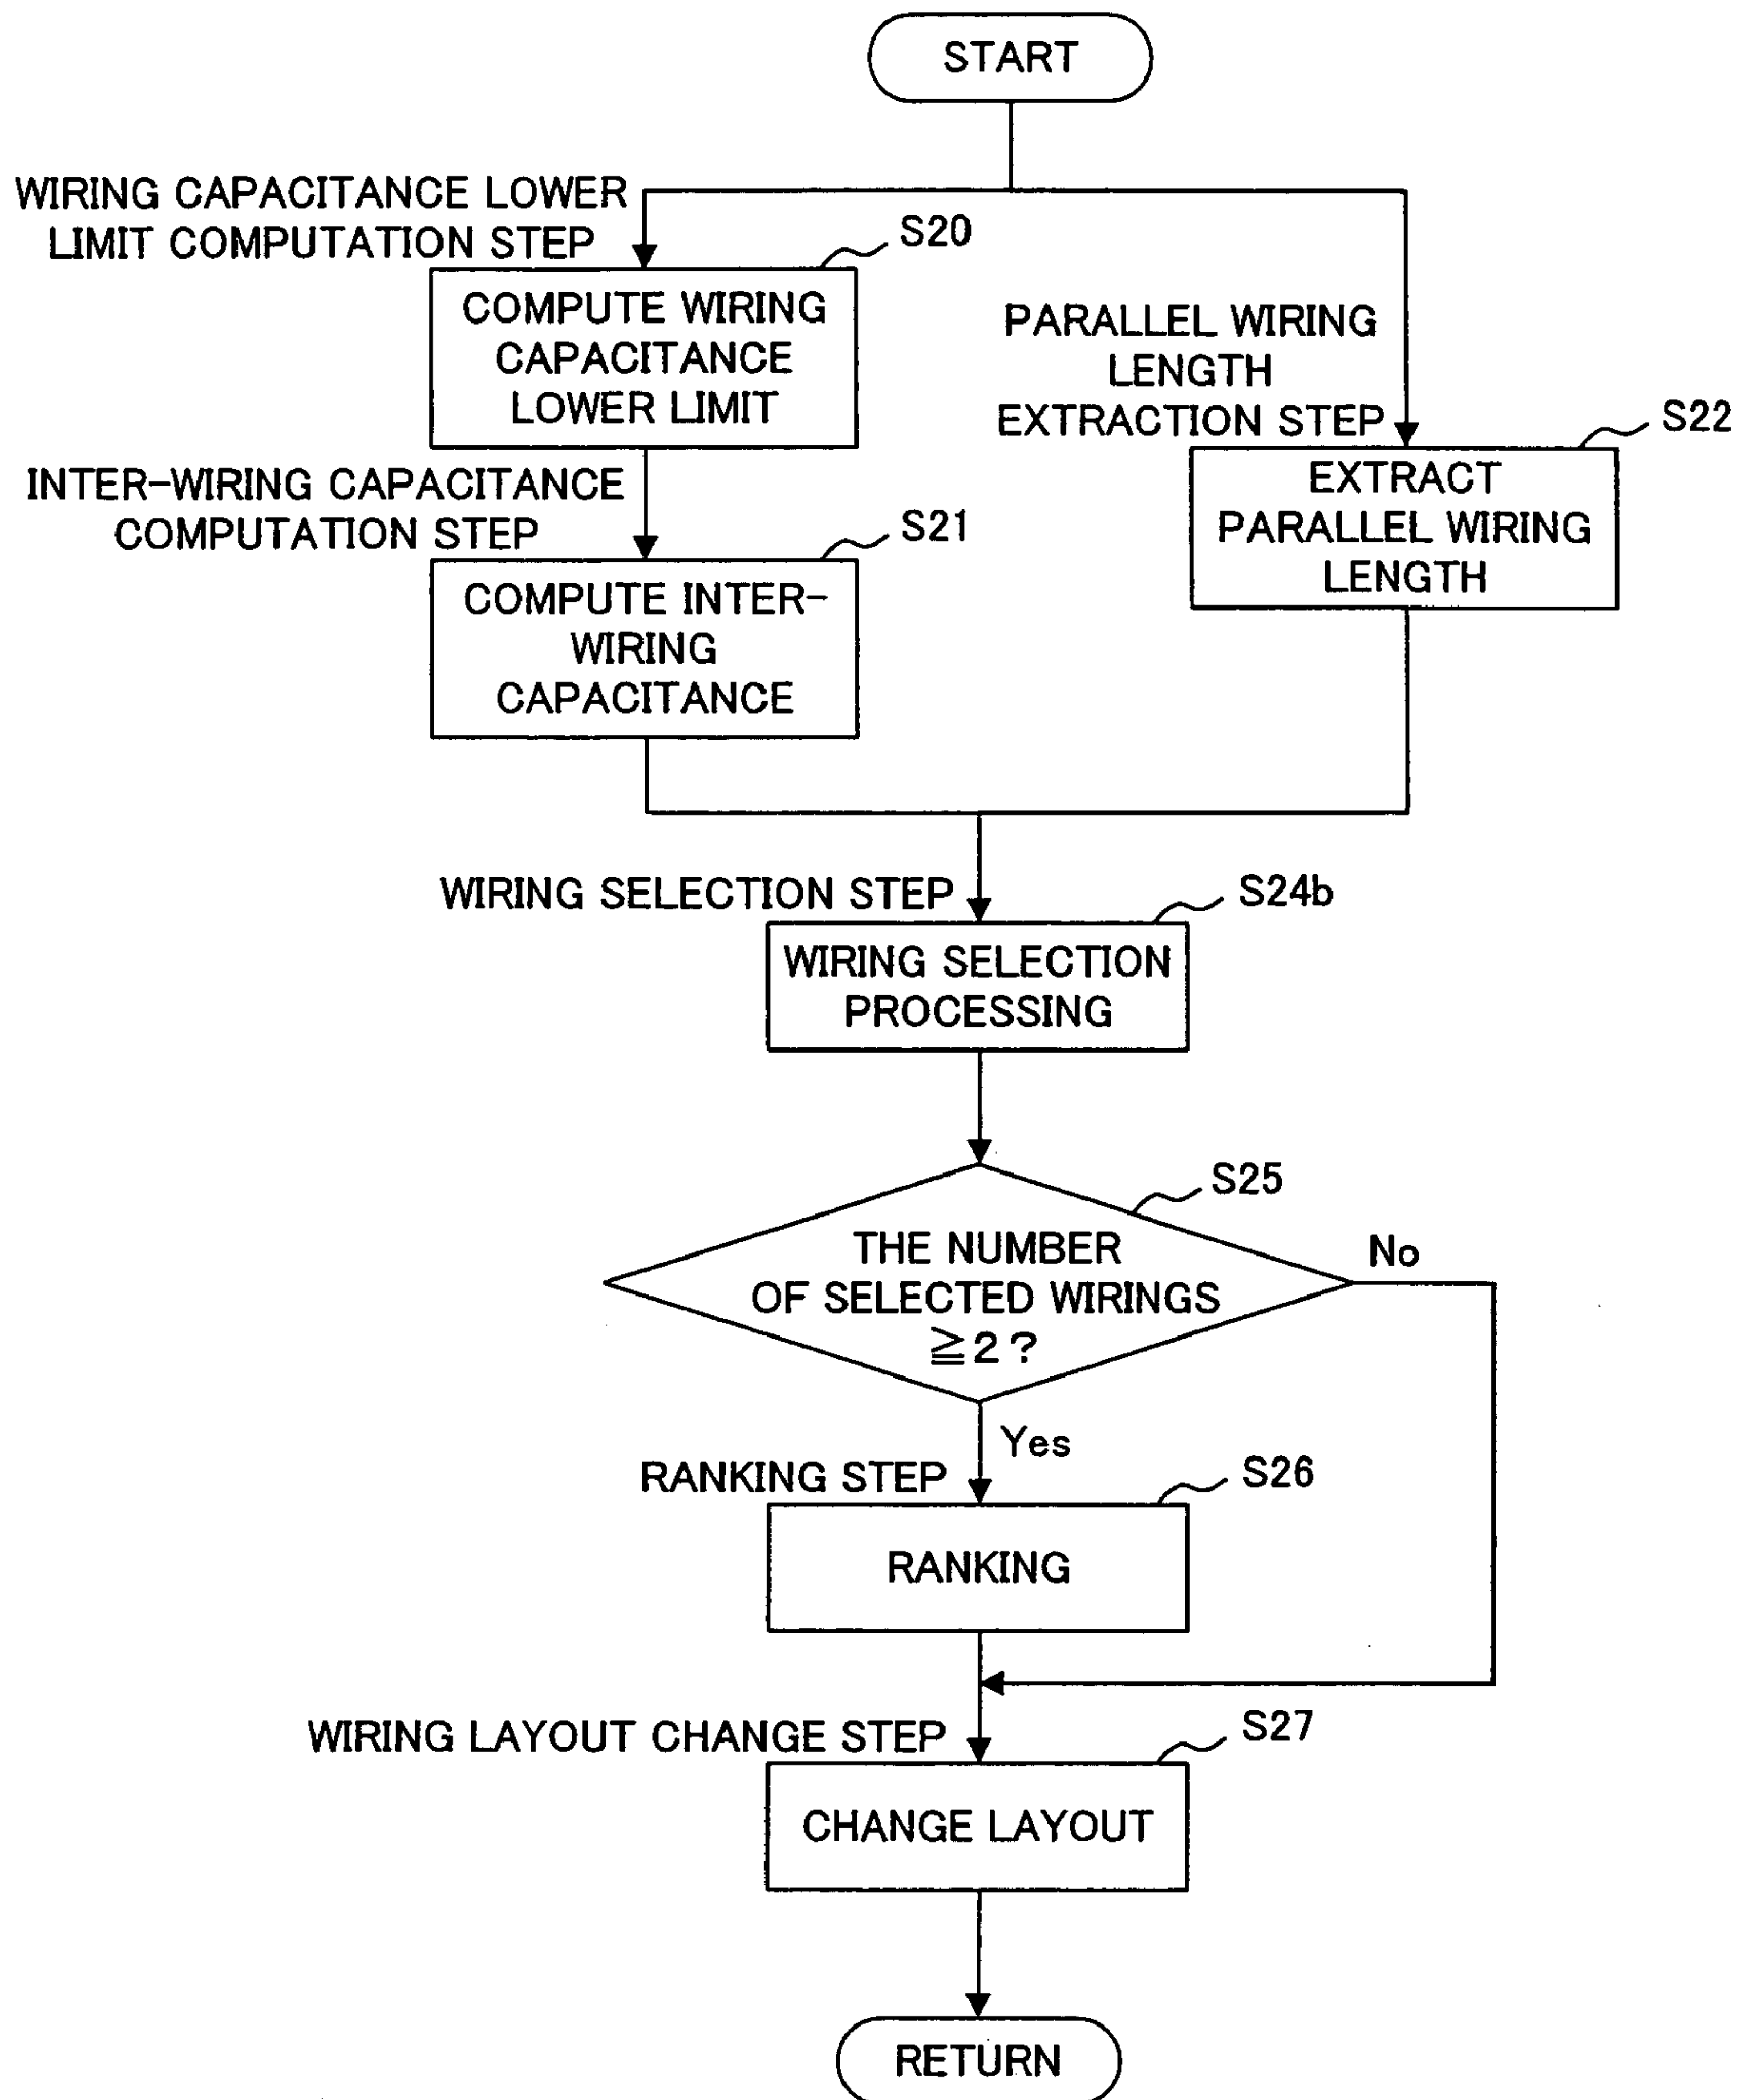 START
WIRING CAPACITANCE LOWER
LIMIT COMPUTATION STEP
S20
COMPUTE WIRING
CAPACITANCE
LOWER LIMIT
PARALLEL WIRING
LENGTH
EXTRACTION STEP
S22
EXTRACT
PARALLEL WIRING
LENGTH
INTER-WIRING CAPACITANCE
COMPUTATION STEP
S21
COMPUTE INTER-
WIRING
CAPACITANCE
WIRING SELECTION STEP
S24b
WIRING SELECTION
PROCESSING
S25
THE NUMBER
OF SELECTED WIRINGS
≧2?
No
Yes
RANKING STEP
S26
RANKING
WIRING LAYOUT CHANGE STEP
S27
CHANGE LAYOUT
RETURN